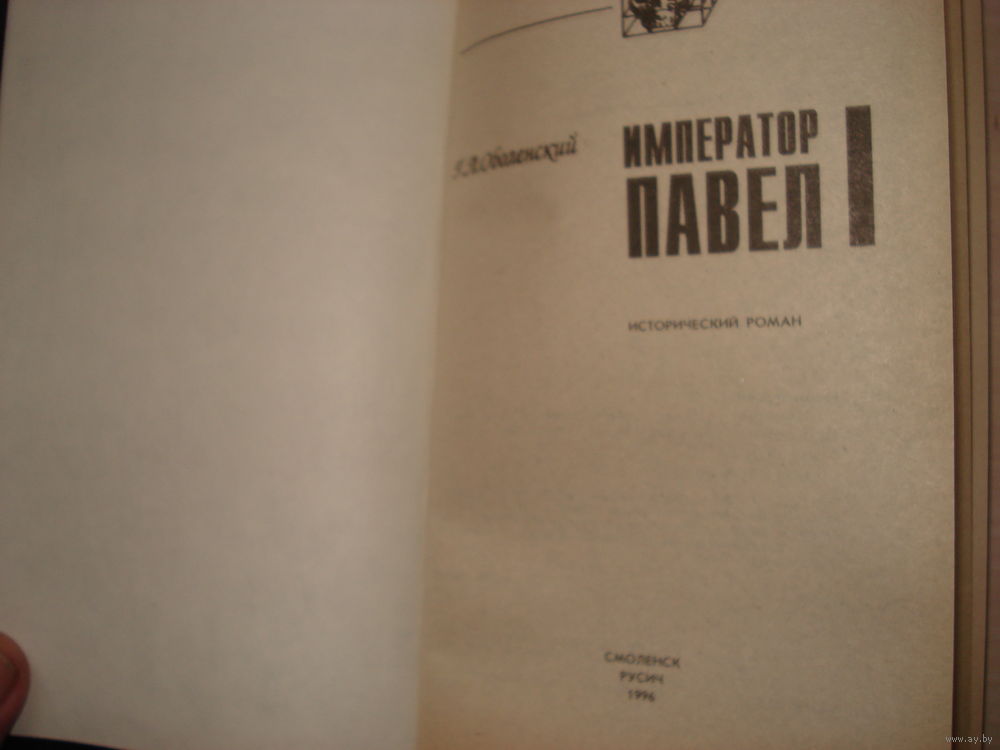 Г.Л.Оболенский
ИМПЕРАТОР
ПАВЕЛ I
ИСТОРИЧЕСКИЙ РОМАН
СМОЛЕНСК
РУСИЧ
1996
www.ay.by